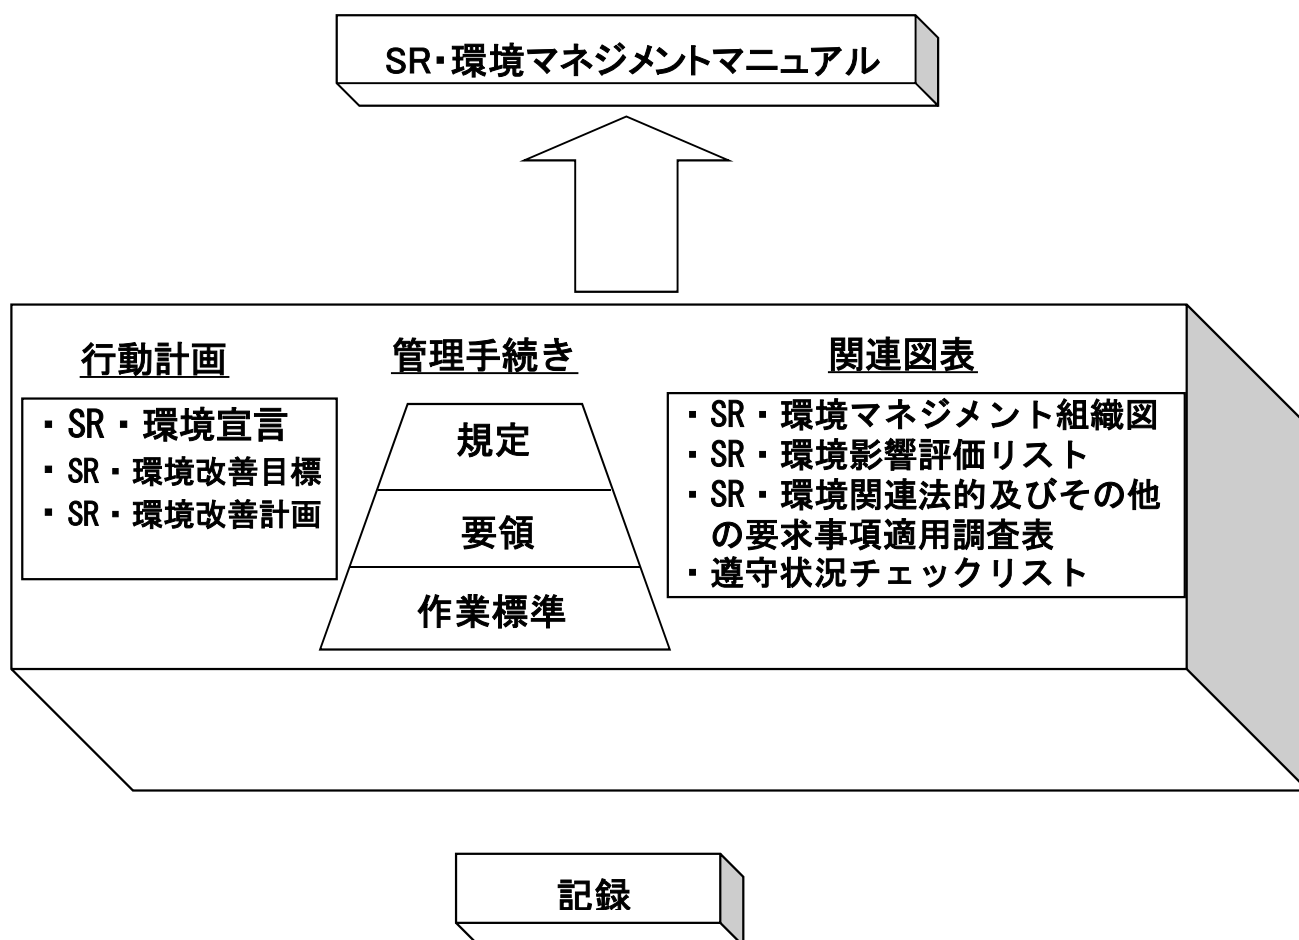 SR・環境マネジメントマニュアル
行動計画
・SR・環境宣言
・SR・環境改善目標
・SR・環境改善計画
管理手続き
規定
要領
作業標準
関連図表
・SR・環境マネジメント組織図
・SR・環境影響評価リスト
・SR・環境関連法的及びその他
の要求事項適用調査表
・遵守状況チェックリスト
記録